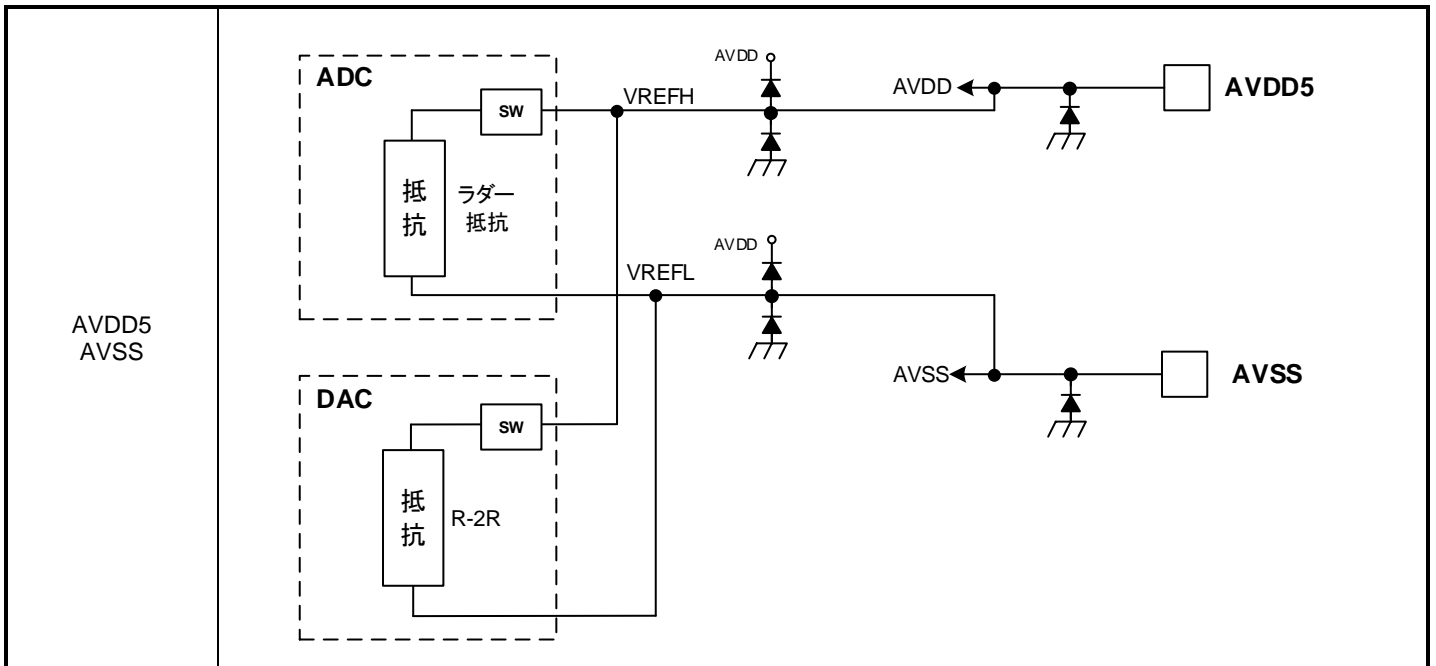 AVDD5
AVSS
ADC
SW
抵
抗
ラダー
抵抗
VREFH
AVDD
AVDD
AVDD5
VREFL
AVDD
AVSS
AVSS
DAC
SW
抵
抗
R-2R